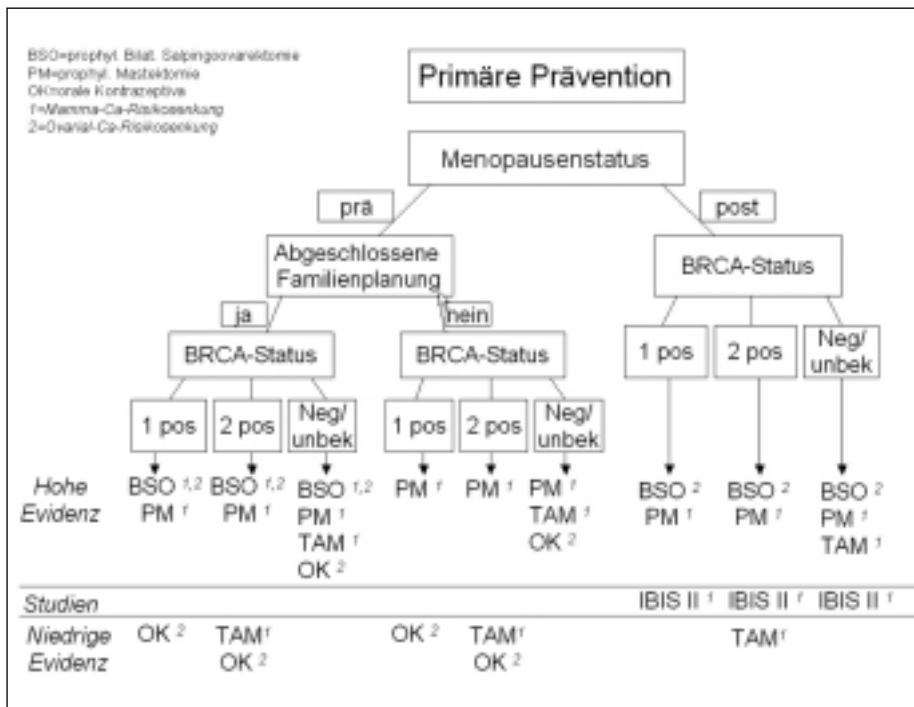 BSO=prophyl. Bilat. Salpingoovarektomie
PM=prophyl. Mastektomie
OK=orale Kontrazeptiva
1=Mamma-Ca-Risikosenkung
2=Ovarial-Ca-Risikosenkung
Primäre Prävention
Menopausenstatus
prä
post
Abgeschlossene
Familienplanung
BRCA-Status
ja
nein
BRCA-Status
BRCA-Status
1 pos
2 pos
Neg/
unbek
1 pos
2 pos
Neg/
unbek
1 pos
2 pos
Neg/
unbek
Hohe
Evidenz
BSO 1,2
PM 1
BSO 1,2
PM 1
BSO 1,2
PM 1
TAM 1
OK 2
PM 1
PM 1
PM 1
TAM 1
OK 2
BSO 2
PM 1
BSO 2
PM 1
BSO 2
PM 1
TAM 1
Studien
IBIS II 1
IBIS II 1
IBIS II 1
Niedrige
Evidenz
OK 2
TAM 1
OK 2
OK 2
TAM 1
OK 2
TAM 1